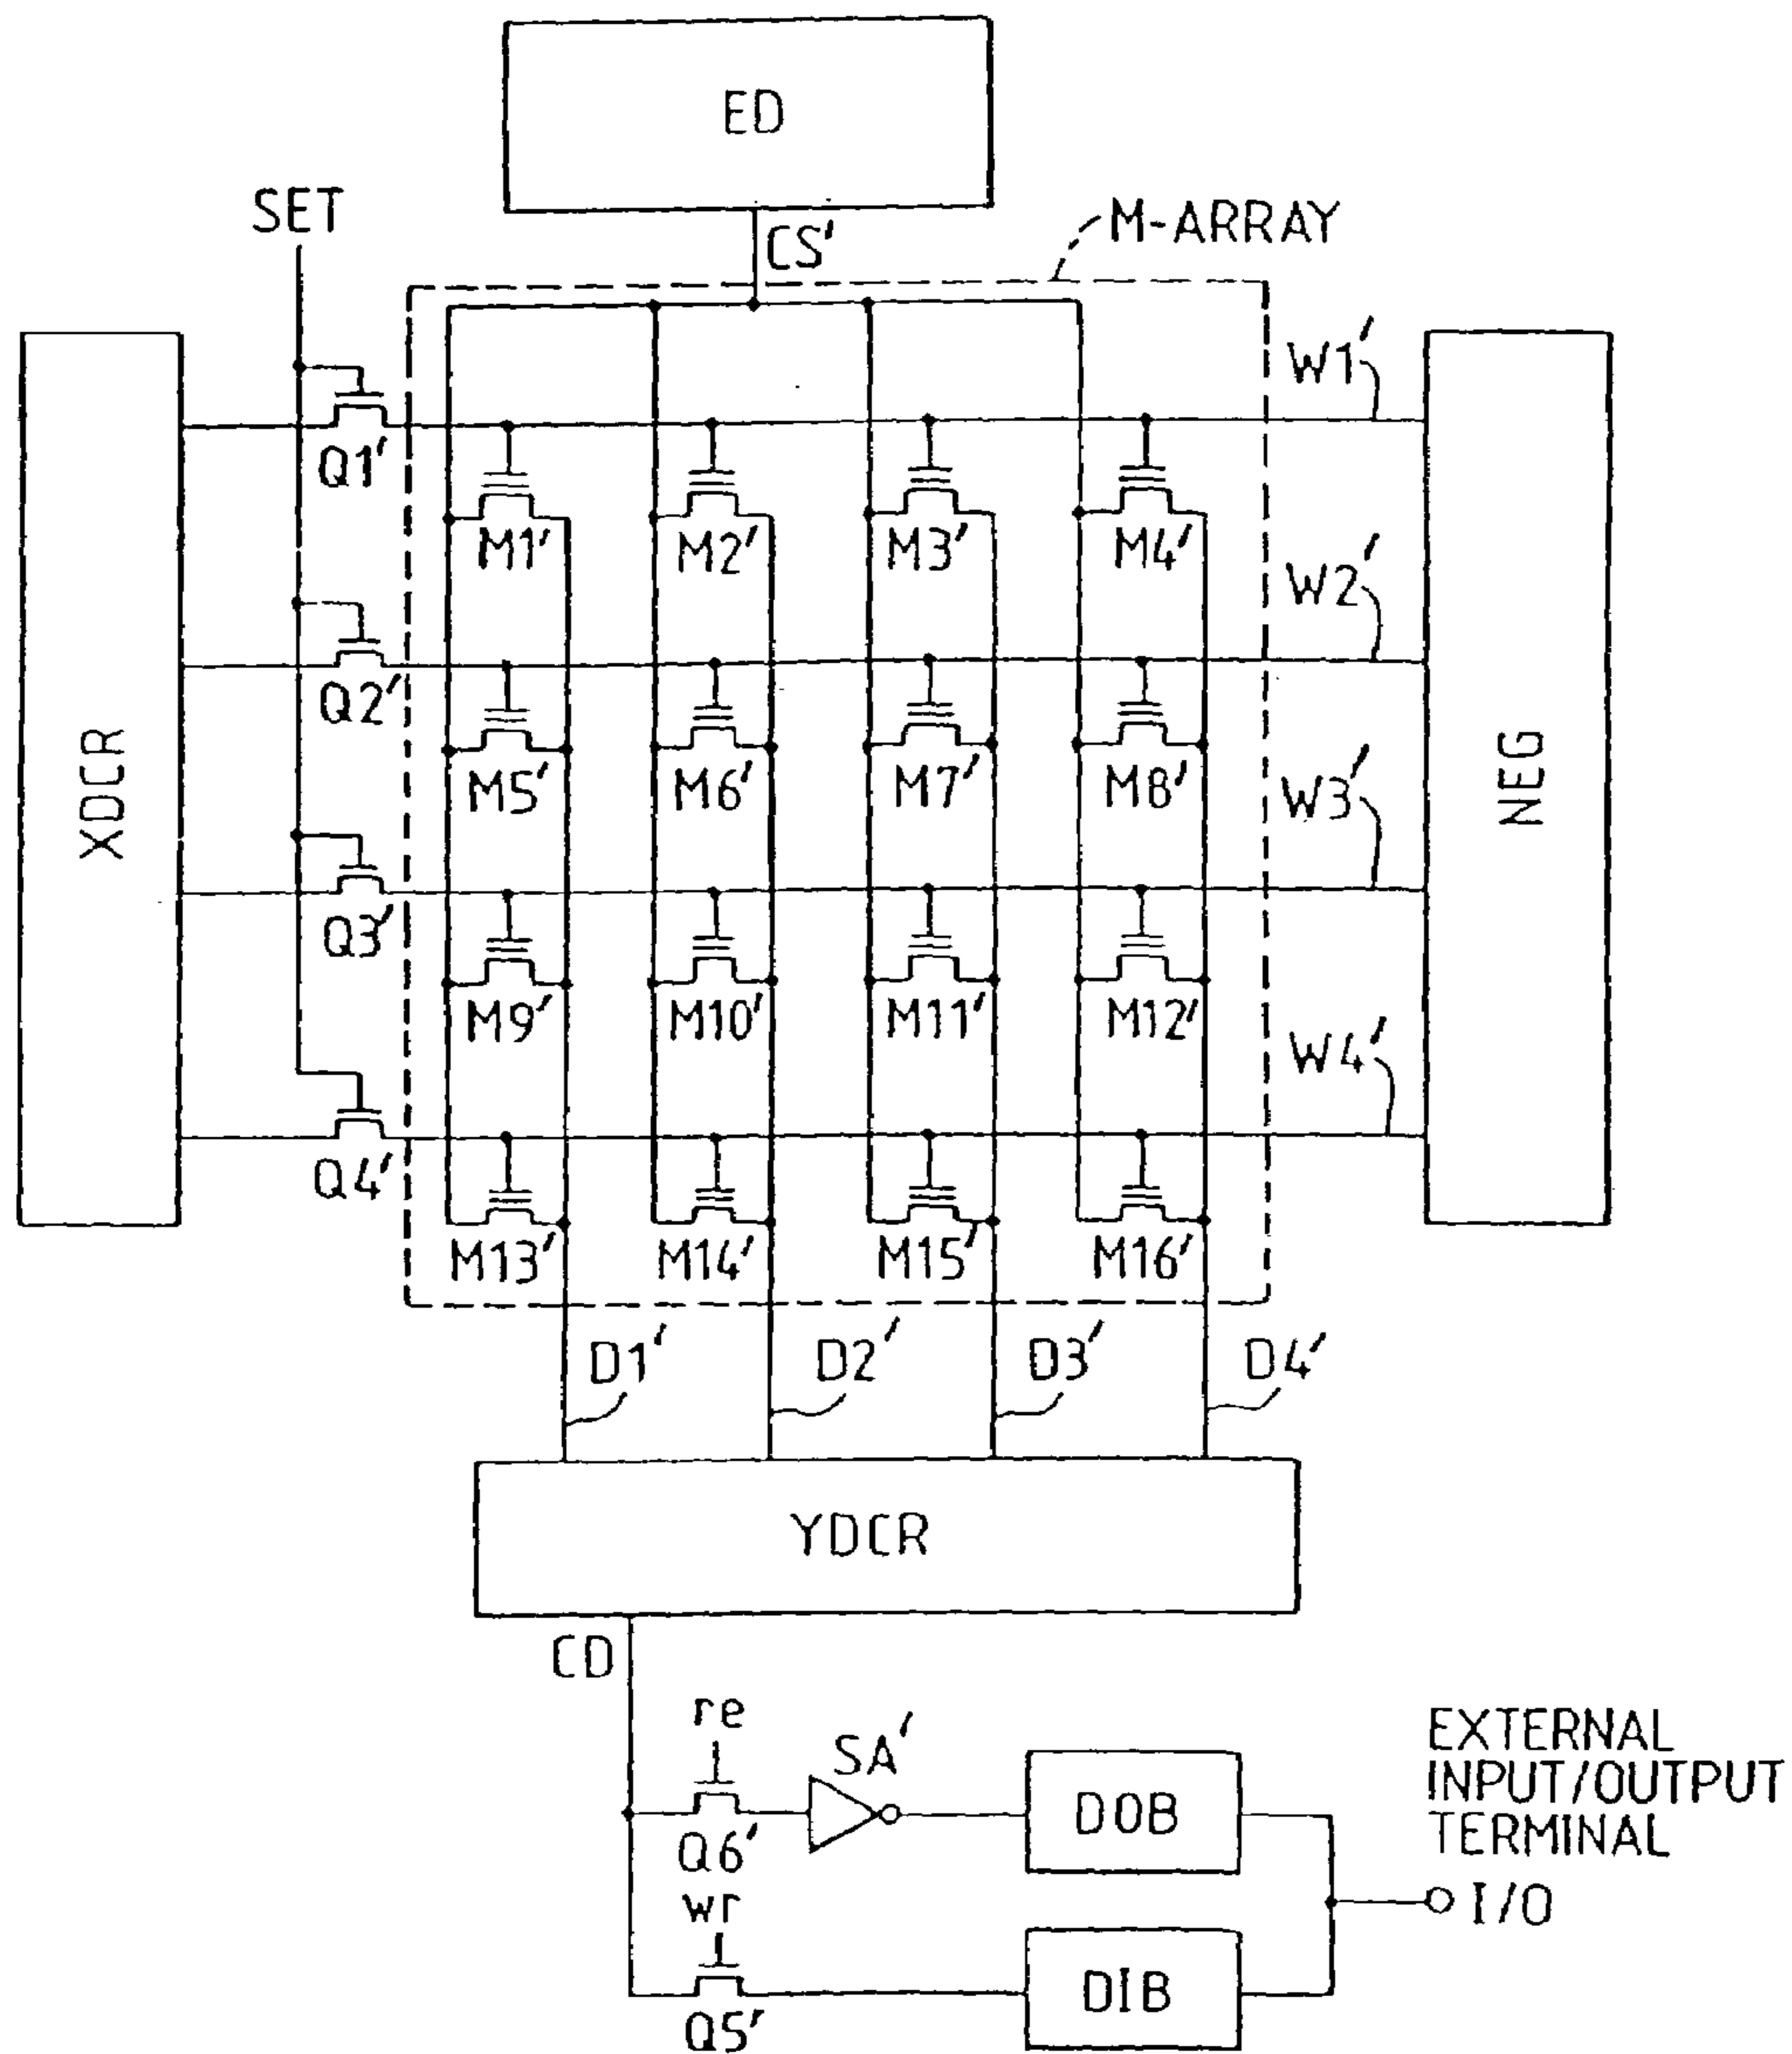 ED
SET
CS'
M-ARRAY
W1'
Q1'
M1' M2' M3' M4'
W2'
Q2'
XDCR
M5' M6' M7' M8'
W3'
NEG
Q3'
M9' M10' M11' M12'
W4'
Q4'
M13' M14' M15' M16'
D1' D2' D3' D4'
YDCR
CD
re
SA'
EXTERNAL
INPUT/OUTPUT
TERMINAL
DOB
Q6'
wr
I/O
DIB
Q5'